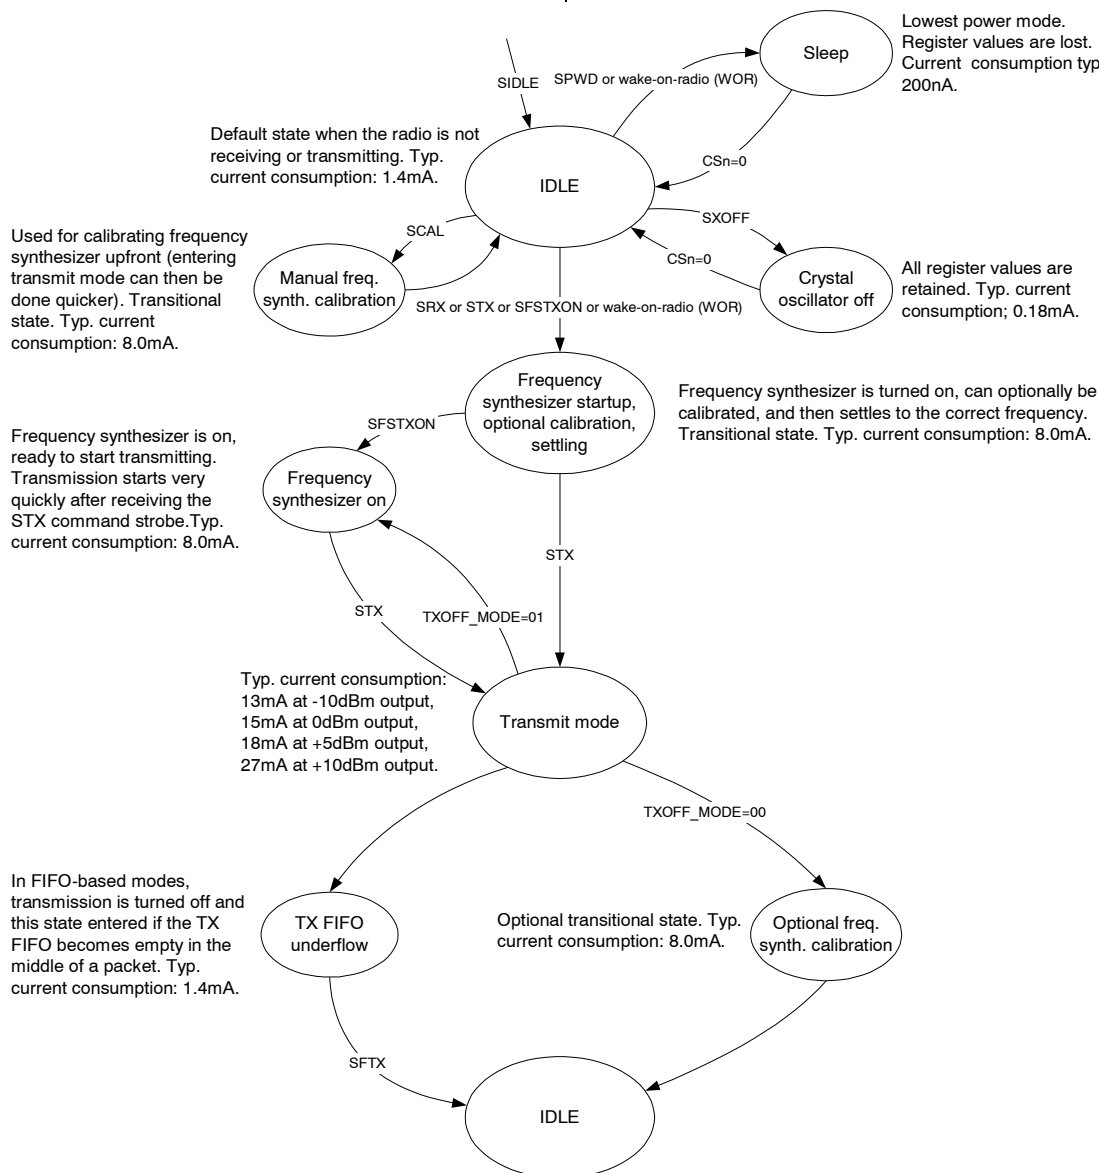 Lowest power mode.
Register values are lost.
Current consumption typ
200nA.
Sleep
SIDLE
SPWD or wake-on-radio (WOR)
Default state when the radio is not
receiving or transmitting. Typ.
current consumption: 1.4mA.
CSn=0
IDLE
SCAL
SXOFF
Used for calibrating frequency
synthesizer upfront (entering
transmit mode can then be
done quicker). Transitional
state. Typ. current
consumption: 8.0mA.
Manual freq.
synth. calibration
CSn=0
Crystal
oscillator off
All register values are
retained. Typ. current
consumption; 0.18mA.
SRX or STX or SFSTXON or wake-on-radio (WOR)
Frequency
synthesizer startup,
optional calibration,
settling
Frequency synthesizer is turned on, can optionally be
calibrated, and then settles to the correct frequency.
Transitional state. Typ. current consumption: 8.0mA.
SFSTXON
Frequency synthesizer is on,
ready to start transmitting.
Transmission starts very
quickly after receiving the
STX command strobe.Typ.
current consumption: 8.0mA.
Frequency
synthesizer on
STX
STX
TXOFF_MODE=01
Typ. current consumption:
13mA at -10dBm output,
15mA at 0dBm output,
18mA at +5dBm output,
27mA at +10dBm output.
Transmit mode
TXOFF_MODE=00
In FIFO-based modes,
transmission is turned off and
this state entered if the TX
FIFO becomes empty in the
middle of a packet. Typ.
current consumption: 1.4mA.
TX FIFO
underflow
Optional transitional state. Typ.
current consumption: 8.0mA.
Optional freq.
synth. calibration
SFTX
IDLE